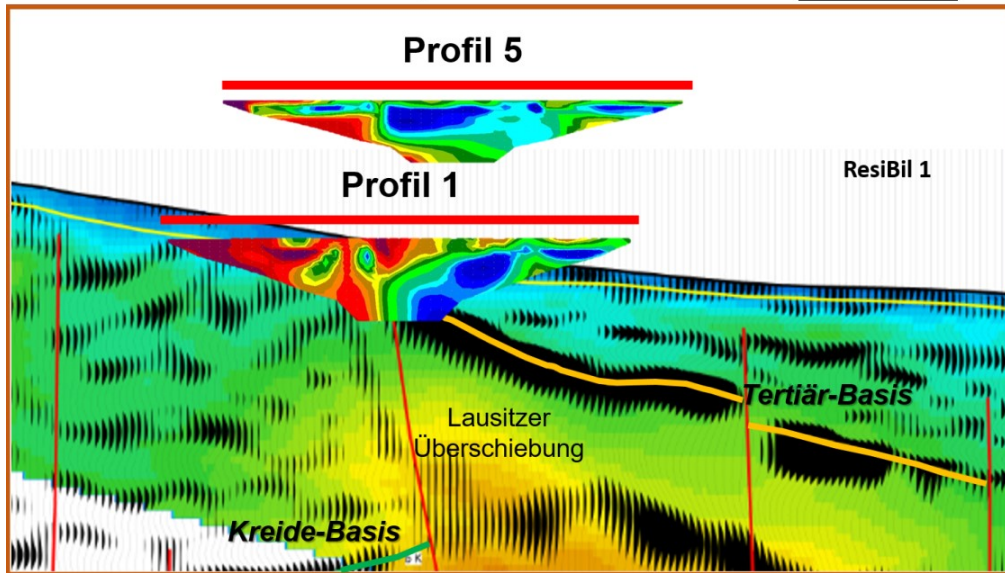 Profil 5
Profil 1
ResiBil 1
Tertiär-Basis
Lausitzer
Überschiebung
Kreide-Basis